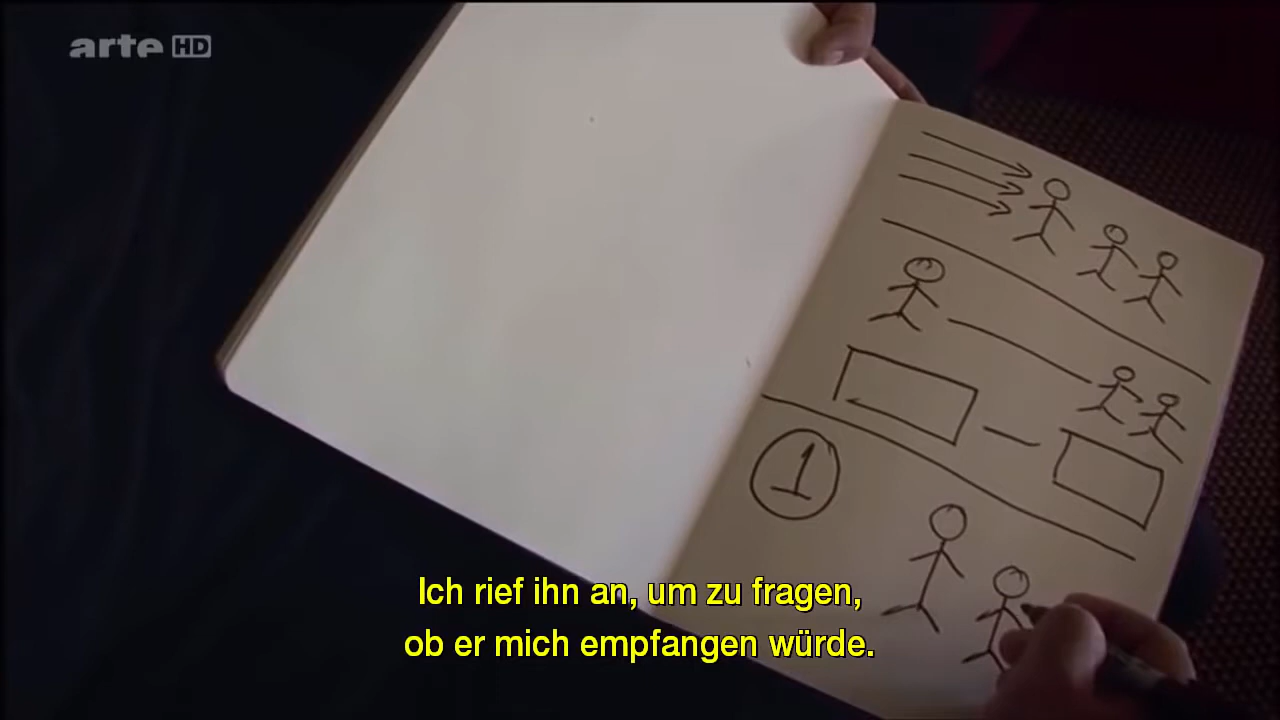 arte HD
1
Ich rief ihn an, um zu fragen,
ob er mich empfangen würde.